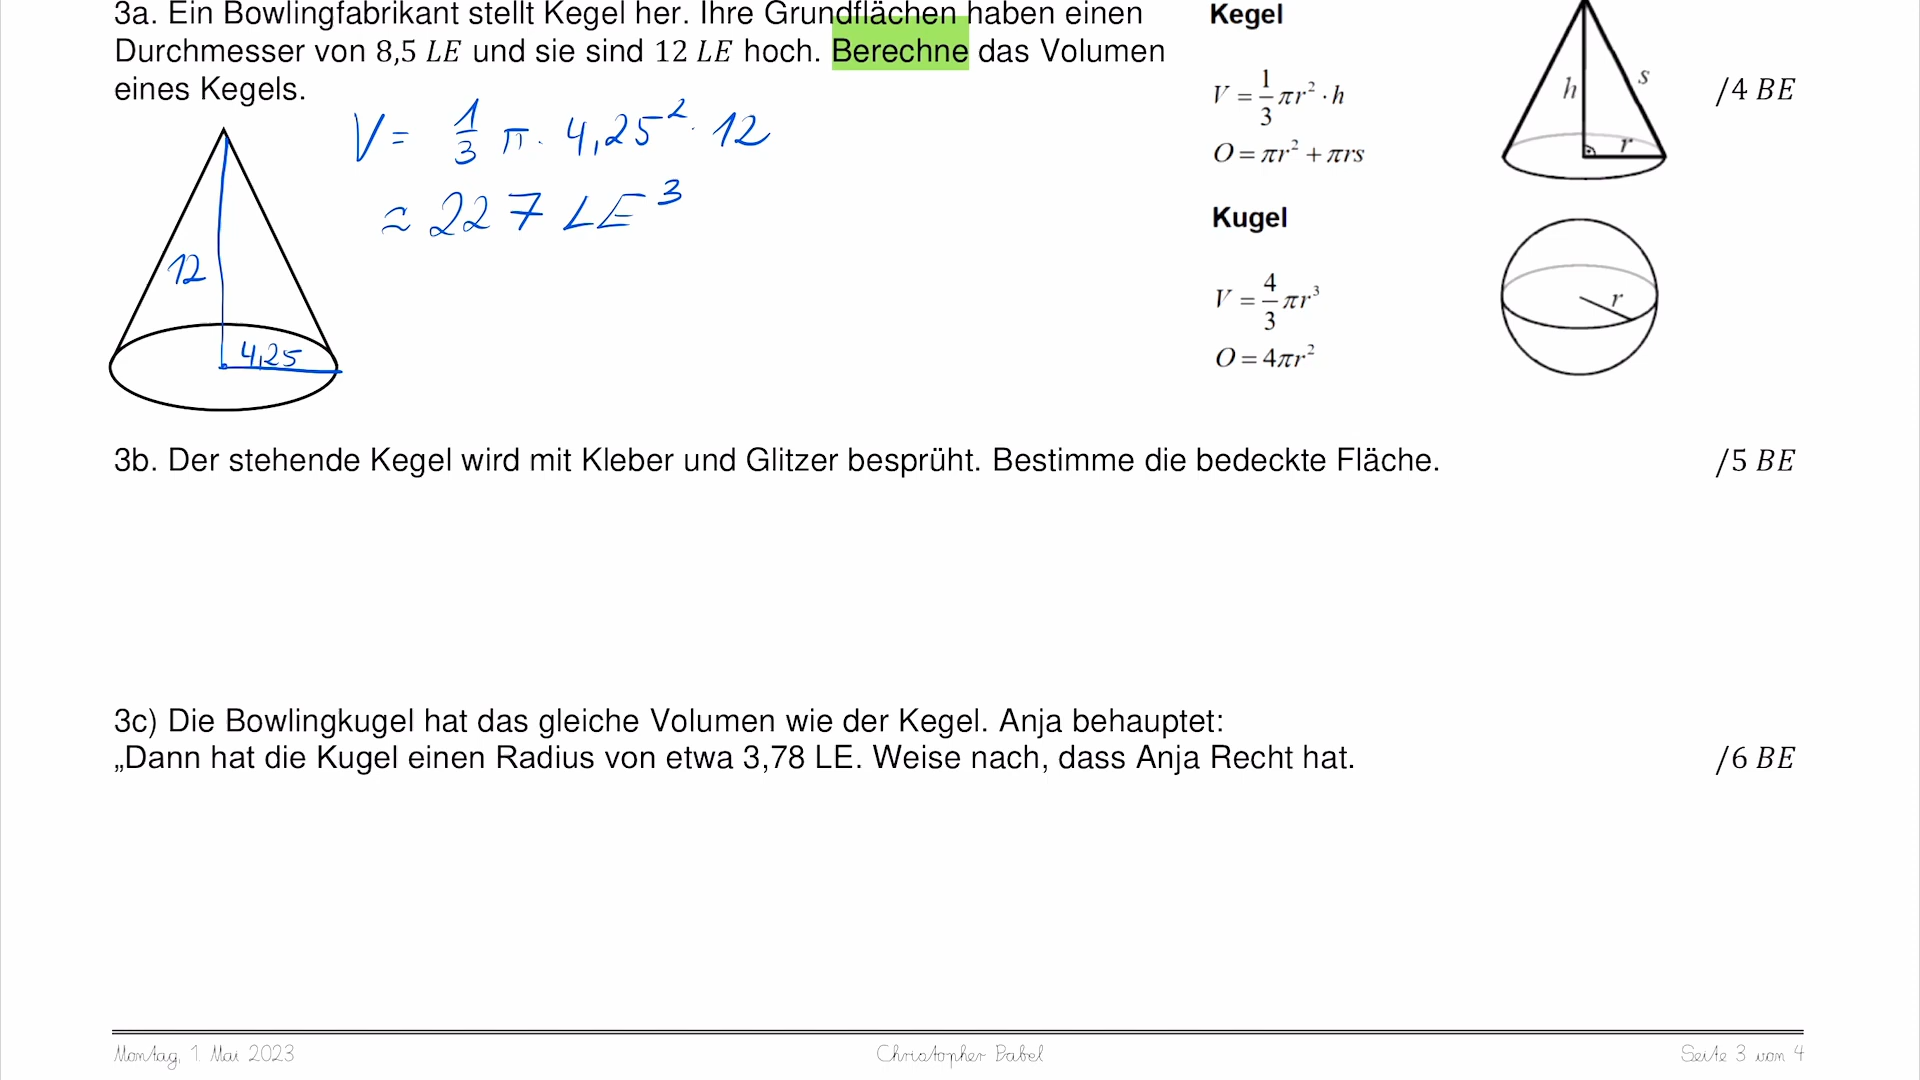 3a. Ein Bowlingfabrikant stellt Kegel her. Ihre Grundflächen haben einen
Durchmesser von 8,5 LE und sie sind 12 LE hoch. Berechne das Volumen
eines Kegels.
/4 BE
V = 1/3 π · 4,25² · 12
≈ 227 LE³
12
4,25
Kegel
V = 1/3 πr² · h
O = πr² + πrs
h
s
r
Kugel
V = 4/3 πr³
O = 4πr²
r
3b. Der stehende Kegel wird mit Kleber und Glitzer besprüht. Bestimme die bedeckte Fläche.
/5 BE
3c) Die Bowlingkugel hat das gleiche Volumen wie der Kegel. Anja behauptet:
„Dann hat die Kugel einen Radius von etwa 3,78 LE. Weise nach, dass Anja Recht hat.
/6 BE
Montag, 1. Mai 2023
Christopher Babel
Seite 3 von 4